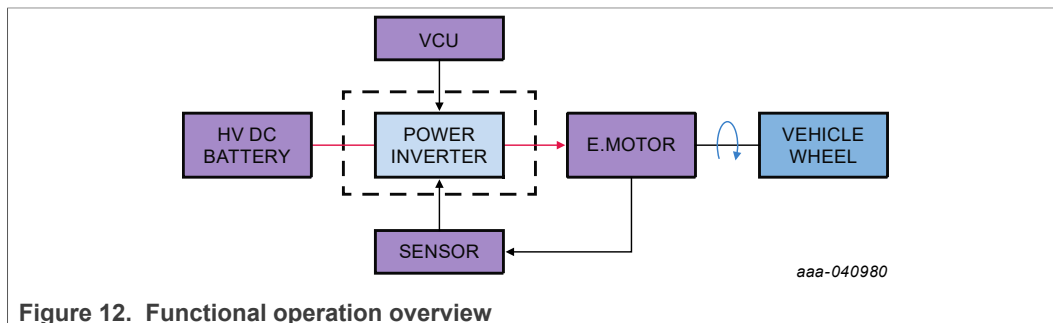 VCU
HV DC
BATTERY
POWER
INVERTER
E.MOTOR
VEHICLE
WHEEL
SENSOR
aaa-040980
Figure 12. Functional operation overview